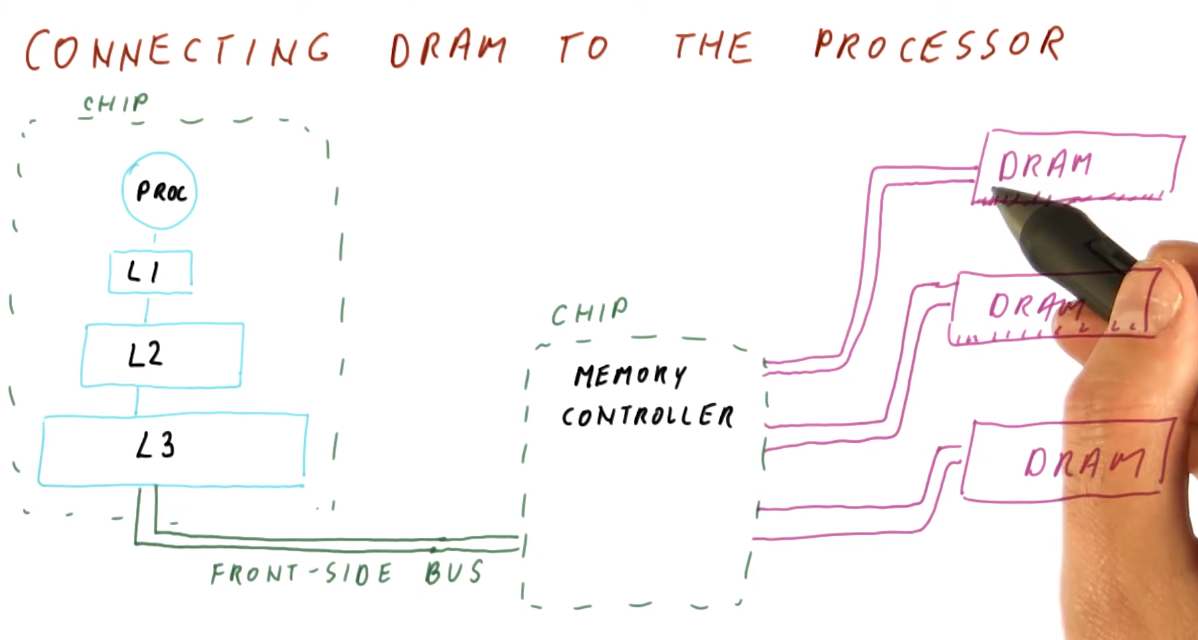 CONNECTING DRAM TO THE PROCESSOR
CHIP
PROC
L1
L2
L3
FRONT-SIDE BUS
CHIP
MEMORY
CONTROLLER
DRAM
DRAM
DRAM